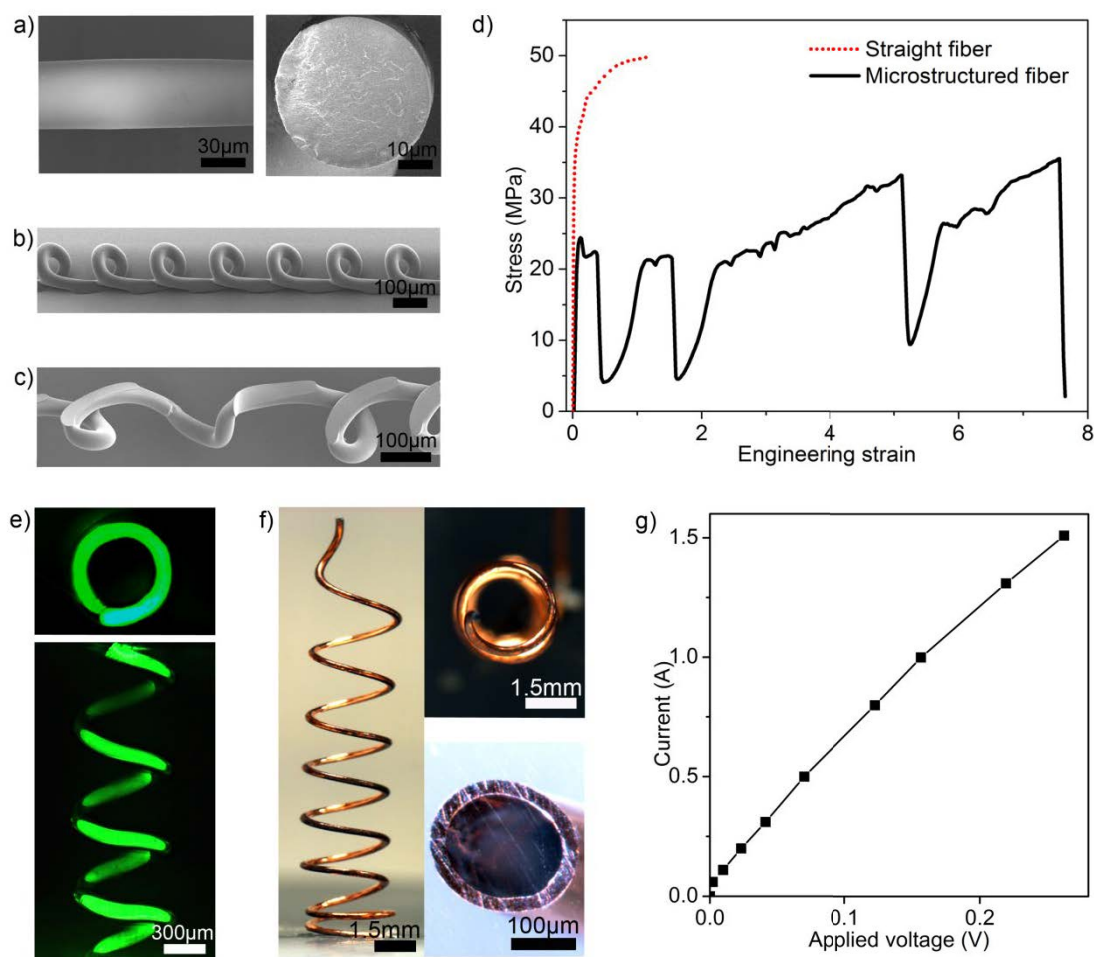 a)
30µm
10µm
b)
100µm
c)
100µm
d)
Straight fiber
Microstructured fiber
Stress (MPa)
60
50
40
30
20
10
0
0
2
4
6
8
Engineering strain
e)
300µm
f)
1.5mm
1.5mm
100µm
g)
Current (A)
1.5
1.0
0.5
0.0
0.0
0.1
0.2
Applied voltage (V)